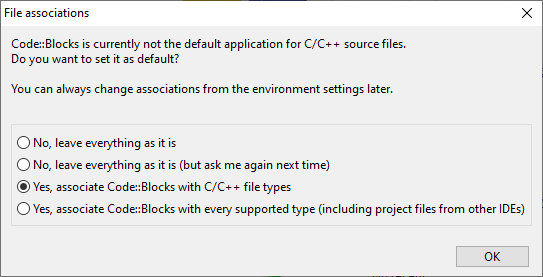 File associations
Code::Blocks is currently not the default application for C/C++ source files.
Do you want to set it as default?
You can always change associations from the environment settings later.
No, leave everything as it is
No, leave everything as it is (but ask me again next time)
Yes, associate Code::Blocks with C/C++ file types
Yes, associate Code::Blocks with every supported type (including project files from other IDEs)
OK